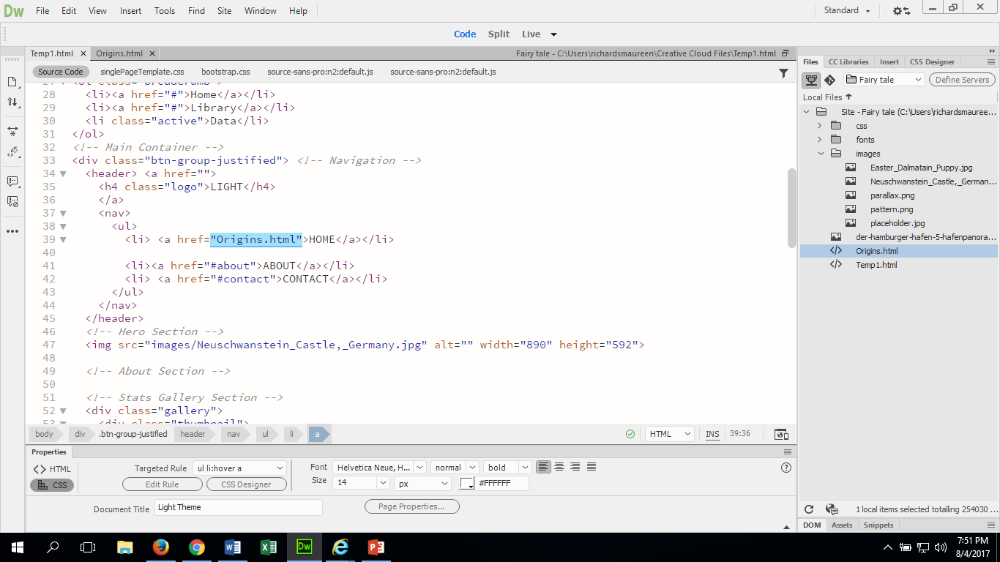 Dw File Edit View Insert Tools Find Site Window Help Standard
Code Split Live
Temp1.html × Origins.html × Fairy tale - C:\Users\richardsmaureen\Creative Cloud Files\Temp1.html
Source Code singlePageTemplate.css bootstrap.css source-sans-pro:n2:default.js source-sans-pro:n2:default.js
27 <ol class="breadcrumb">
28 <li><a href="#">Home</a></li>
29 <li><a href="#">Library</a></li>
30 <li class="active">Data</li>
31 </ol>
32 <!-- Main Container -->
33 <div class="btn-group-justified"> <!-- Navigation -->
34 <header> <a href="">
35 <h4 class="logo">LIGHT</h4>
36 </a>
37 <nav>
38 <ul>
39 <li> <a href="Origins.html">HOME</a></li>
40
41 <li><a href="#about">ABOUT</a></li>
42 <li> <a href="#contact">CONTACT</a></li>
43 </ul>
44 </nav>
45 </header>
46 <!-- Hero Section -->
47 <img src="images/Neuschwanstein_Castle,_Germany.jpg" alt="" width="890" height="592">
48
49 <!-- About Section -->
50
51 <!-- Stats Gallery Section -->
52 <div class="gallery">
53 <div class="thumbnail">
body div .btn-group-justified header nav ul li a HTML INS 39:36
Properties
HTML
CSS
Targeted Rule ul li:hover a
Edit Rule CSS Designer
Font Helvetica Neue, H... normal bold
Size 14 px #FFFFFF
Document Title Light Theme Page Properties...
Files CC Libraries Insert CSS Designer
Fairy tale Define Servers
Local Files
Site - Fairy tale (C:\Users\richardsmauree...
css
fonts
images
Easter_Dalmatain_Puppy.jpg
Neuschwanstein_Castle,_German...
parallax.png
pattern.png
placeholder.jpg
der-hamburger-hafen-5-hafenpanora...
Origins.html
Temp1.html
1 local items selected totalling 254030 ...
DOM Assets Snippets
Dw
7:51 PM
8/4/2017